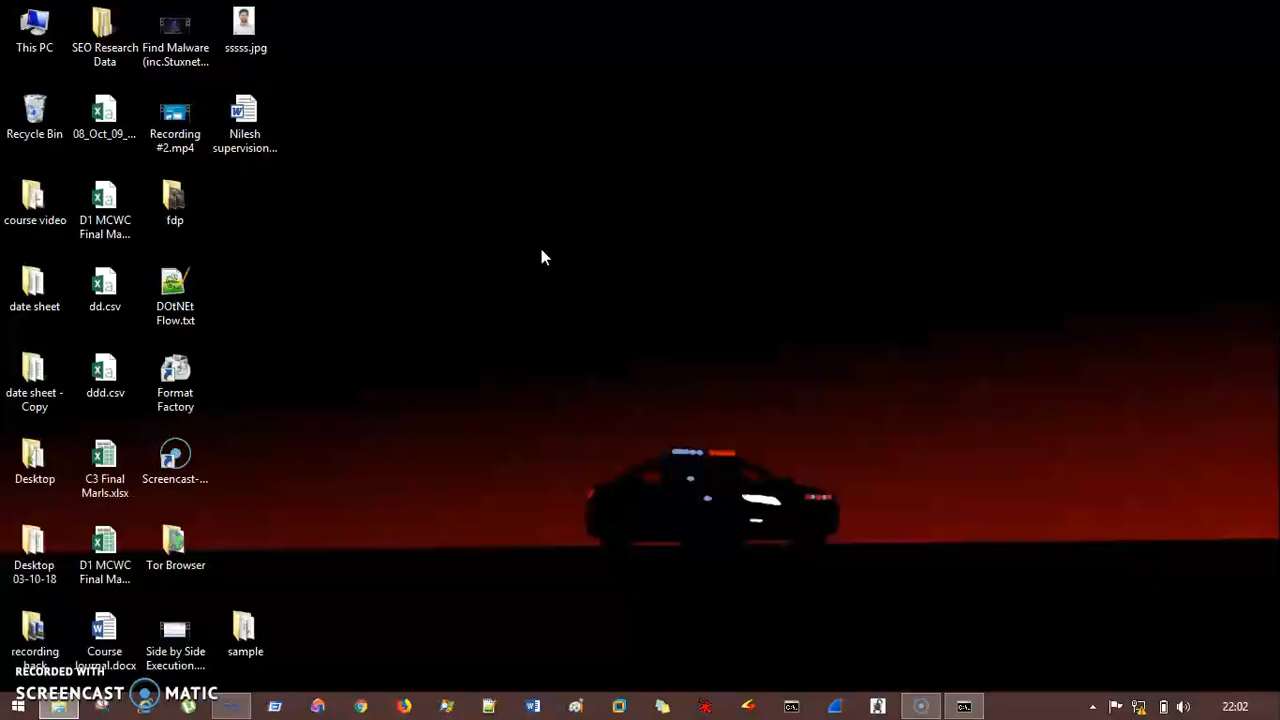 This PC
SEO Research
Data
Find Malware
(inc.Stuxnet...
sssss.jpg
Recycle Bin
08_Oct_09_...
Recording
#2.mp4
Nilesh
supervision...
course video
D1 MCWC
Final Ma...
fdp
date sheet
dd.csv
DOtNEt
Flow.txt
date sheet -
Copy
ddd.csv
Format
Factory
Desktop
C3 Final
Marls.xlsx
Screencast-...
Desktop
03-10-18
D1 MCWC
Final Ma...
Tor Browser
recording
back
Course
Journal.docx
Side by Side
Execution....
sample
RECORDED WITH
SCREENCAST MATIC
22:02